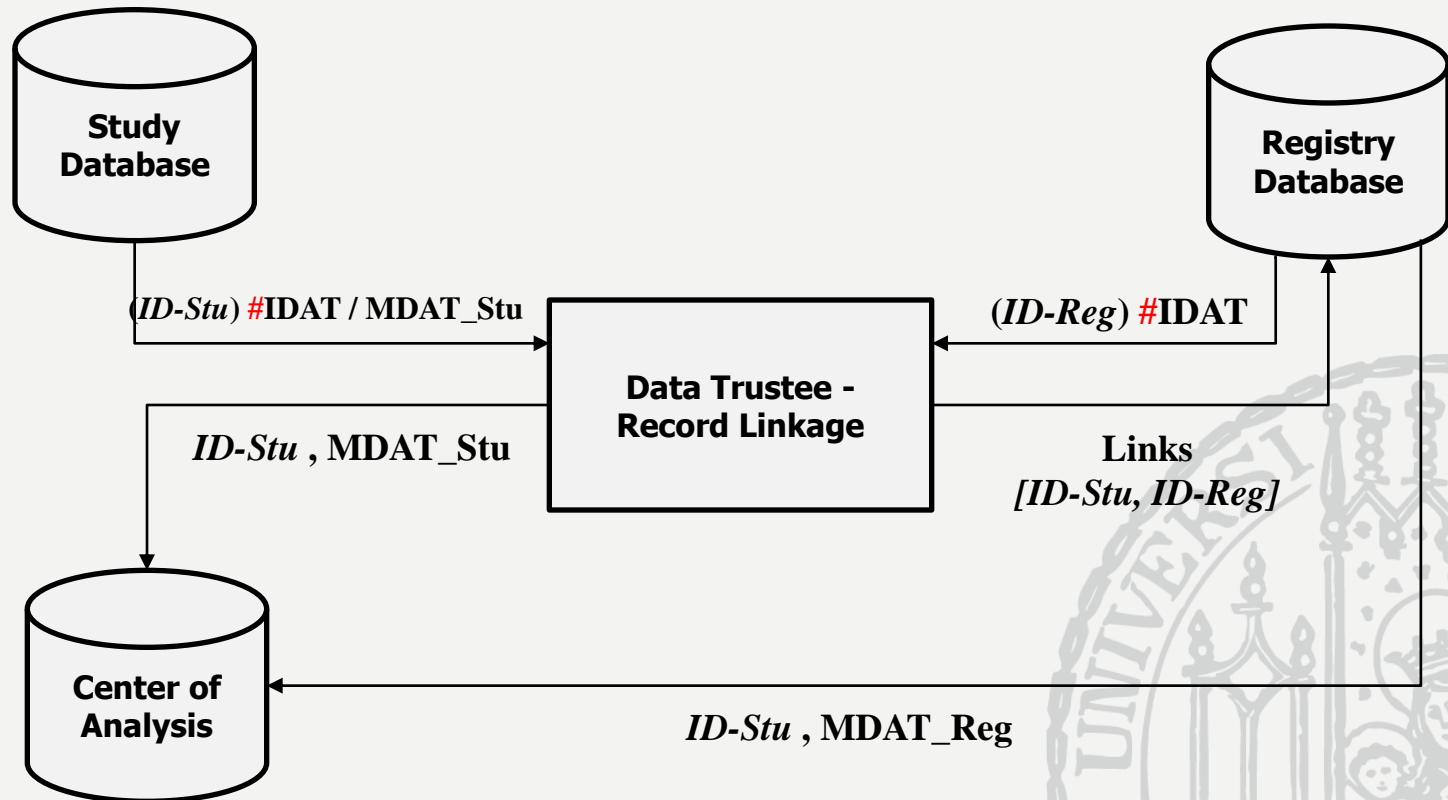 Study
Database
Registry
Database
(ID-Stu) #IDAT / MDAT_Stu
(ID-Reg) #IDAT
Data Trustee -
Record Linkage
ID-Stu , MDAT_Stu
Links
[ID-Stu, ID-Reg]
Center of
Analysis
ID-Stu , MDAT_Reg
UNIVERSI